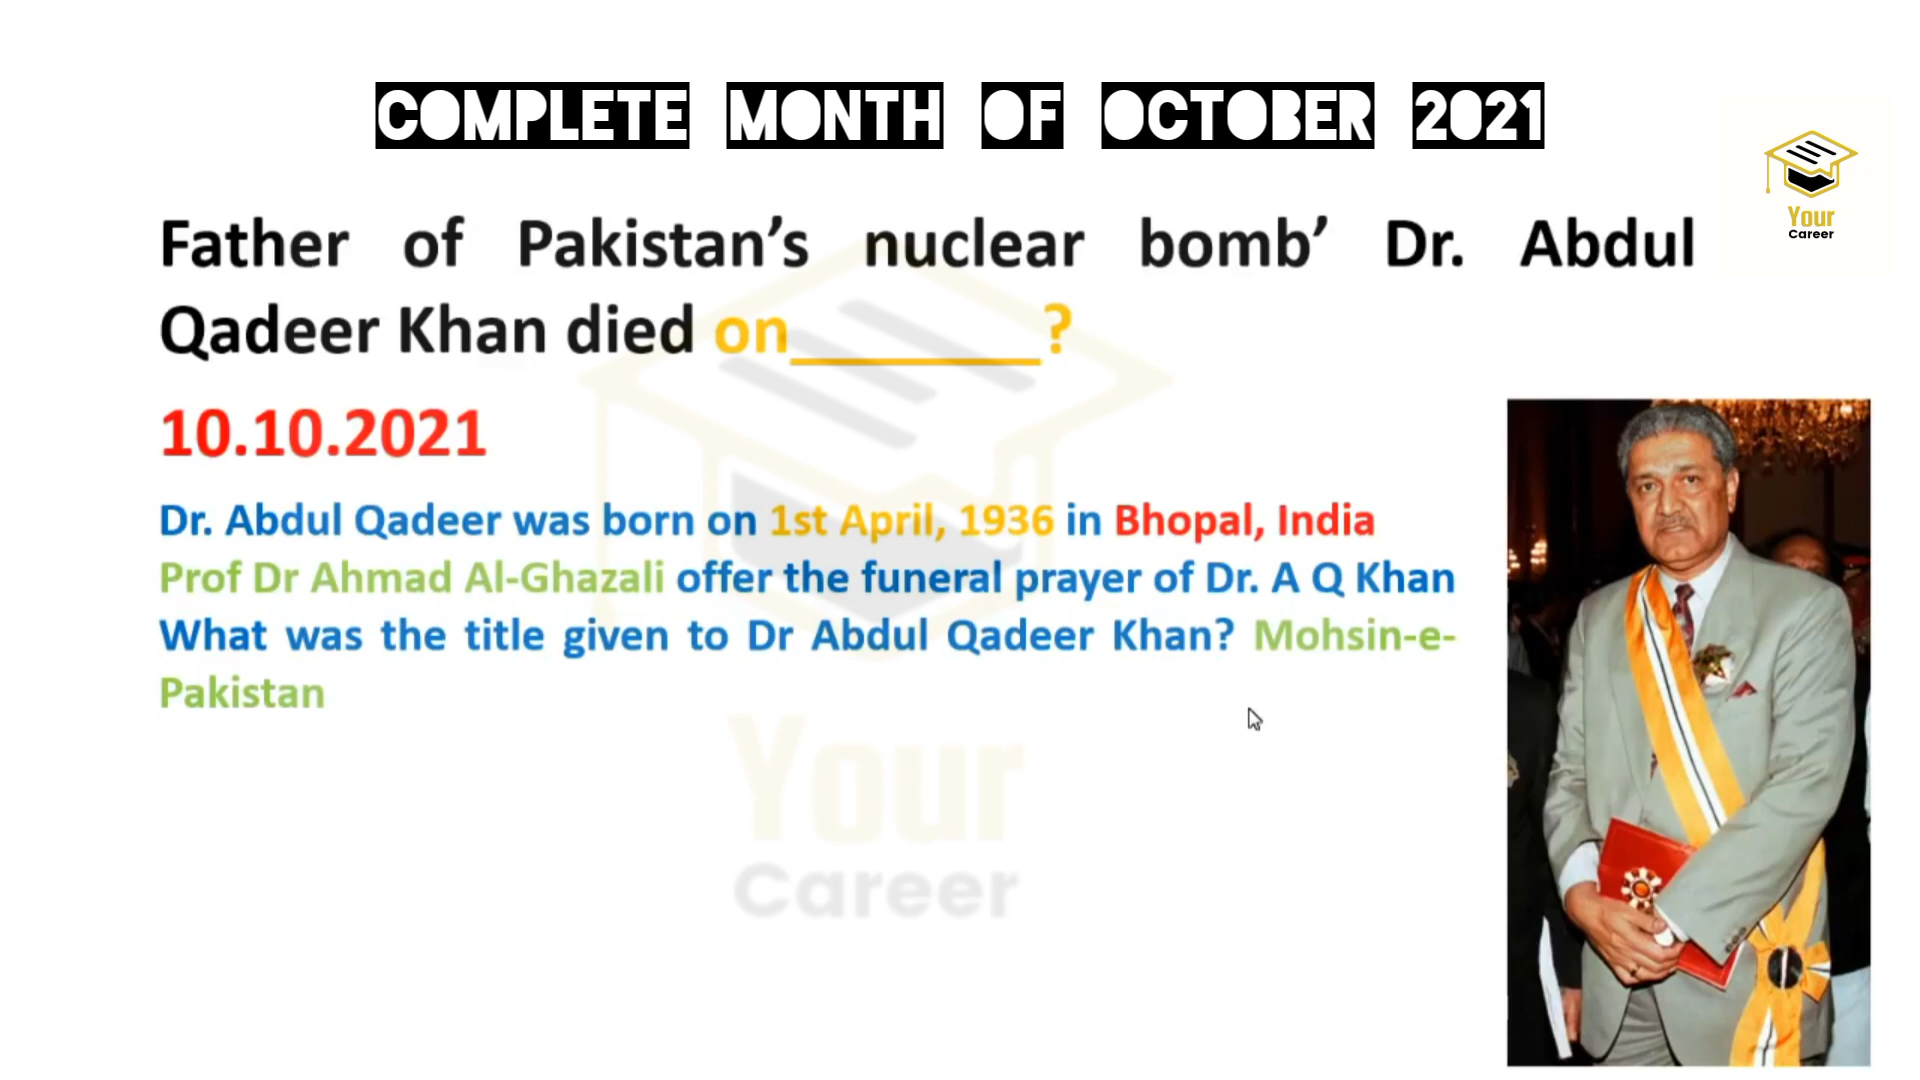 COMPLETE MONTH OF OCTOBER 2021
Your
Career
Father of Pakistan’s nuclear bomb’ Dr. Abdul
Qadeer Khan died on________?
10.10.2021
Dr. Abdul Qadeer was born on 1st April, 1936 in Bhopal, India
Prof Dr Ahmad Al-Ghazali offer the funeral prayer of Dr. A Q Khan
What was the title given to Dr Abdul Qadeer Khan? Mohsin-e-
Pakistan
Your
Career